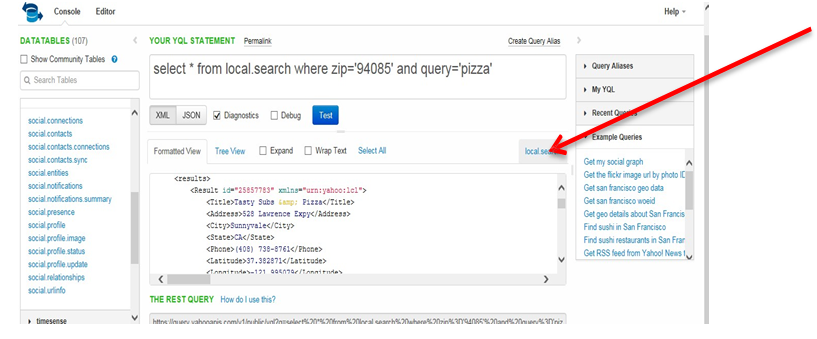 Console Editor Help
DATATABLES (107)
Show Community Tables
Search Tables
social.connections
social.contacts
social.contacts.connections
social.contacts.sync
social.entities
social.notifications
social.notifications.summary
social.presence
social.profile
social.profile.image
social.profile.status
social.profile.update
social.relationships
social.urlinfo
timesense
YOUR YQL STATEMENT Permalink Create Query Alias
select * from local.search where zip='94085' and query='pizza'
XML JSON Diagnostics Debug Test
Formatted View Tree View Expand Wrap Text Select All local.sear
<results>
<Result id="25857783" xmlns="urn:yahoo:lcl">
<Title>Tasty Subs &amp; Pizza</Title>
<Address>528 Lawrence Expy</Address>
<City>Sunnyvale</City>
<State>CA</State>
<Phone>(408) 738-8761</Phone>
<Latitude>37.382871</Latitude>
<Longitude>-121.995079</Longitude>
THE REST QUERY How do I use this?
https://query.yahooapis.com/v1/public/yql?q=select%20*%20from%20local.search%20where%20zip%3D'94085'%20and%20query%3D'piz
Query Aliases
My YQL
Recent Queries
Example Queries
Get my social graph
Get the flickr image url by photo ID
Get san francisco geo data
Get san francisco woeid
Get geo details about San Francis
Find sushi in San Francisco
Find sushi restaurants in San Fran
Get RSS feed from Yahoo! News t